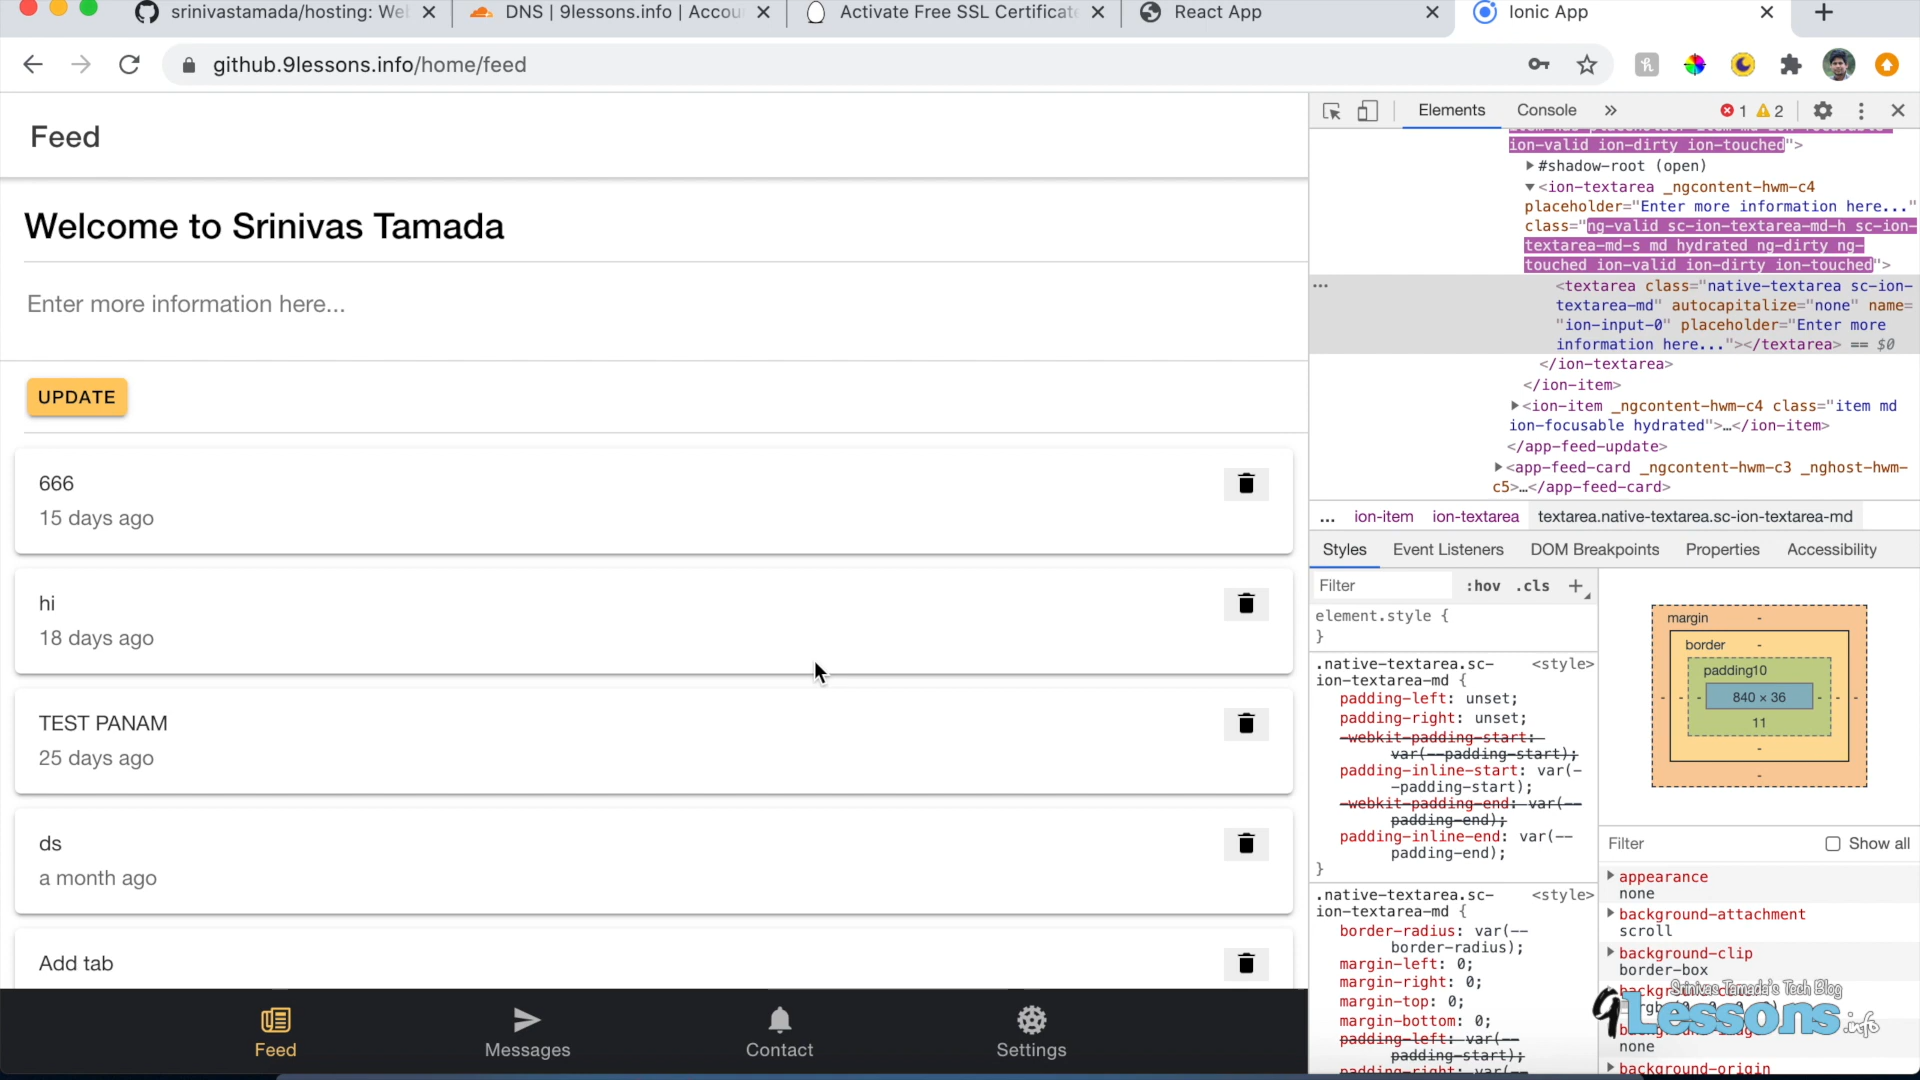 srinivastamada/hosting: We
DNS | 9lessons.info | Accou
Activate Free SSL Certificate
React App
Ionic App
github.9lessons.info/home/feed
Feed
Welcome to Srinivas Tamada
Enter more information here...
UPDATE
666
15 days ago
hi
18 days ago
TEST PANAM
25 days ago
ds
a month ago
Add tab
Feed
Messages
Contact
Settings
Elements
Console
1
2
ion-valid ion-dirty ion-touched">
#shadow-root (open)
<ion-textarea _ngcontent-hwm-c4
placeholder="Enter more information here..."
class="ng-valid sc-ion-textarea-md-h sc-ion-
textarea-md-s md hydrated ng-dirty ng-
touched ion-valid ion-dirty ion-touched">
<textarea class="native-textarea sc-ion-
textarea-md" autocapitalize="none" name=
"ion-input-0" placeholder="Enter more
information here..."></textarea> == $0
</ion-textarea>
</ion-item>
<ion-item _ngcontent-hwm-c4 class="item md
ion-focusable hydrated">…</ion-item>
</app-feed-update>
<app-feed-card _ngcontent-hwm-c3 _nghost-hwm-
c5>…</app-feed-card>
... ion-item ion-textarea textarea.native-textarea.sc-ion-textarea-md
Styles
Event Listeners
DOM Breakpoints
Properties
Accessibility
Filter
:hov .cls +
element.style {
}
.native-textarea.sc- <style>
ion-textarea-md {
padding-left: unset;
padding-right: unset;
-webkit-padding-start:
var(--padding-start);
padding-inline-start: var(-
-padding-start);
-webkit-padding-end: var(--
padding-end);
padding-inline-end: var(--
padding-end);
}
.native-textarea.sc- <style>
ion-textarea-md {
border-radius: var(--
border-radius);
margin-left: 0;
margin-right: 0;
margin-top: 0;
margin-bottom: 0;
padding-left: var(--
padding-start);
padding-right: var(--
margin -
border -
padding10
- - - 840 × 36 - - -
11
-
-
Filter
Show all
appearance
none
background-attachment
scroll
background-clip
border-box
none
background-origin
Srinivas Tamada's Tech Blog
9Lessons.info